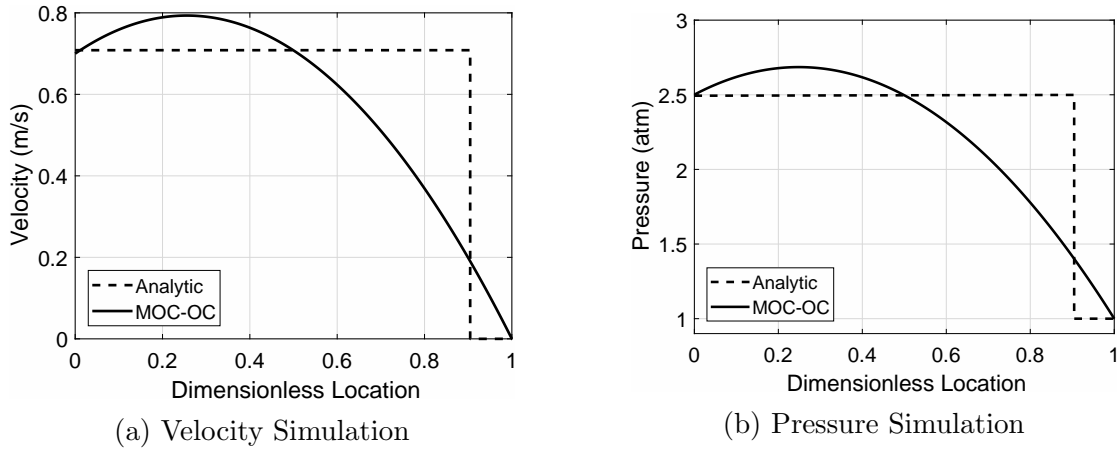 0.8
0.6
0.4
0.2
0
Velocity (m/s)
Analytic
MOC-OC
0 0.2 0.4 0.6 0.8 1
Dimensionless Location
(a) Velocity Simulation
3
2.5
2
1.5
1
Pressure (atm)
Analytic
MOC-OC
0 0.2 0.4 0.6 0.8 1
Dimensionless Location
(b) Pressure Simulation